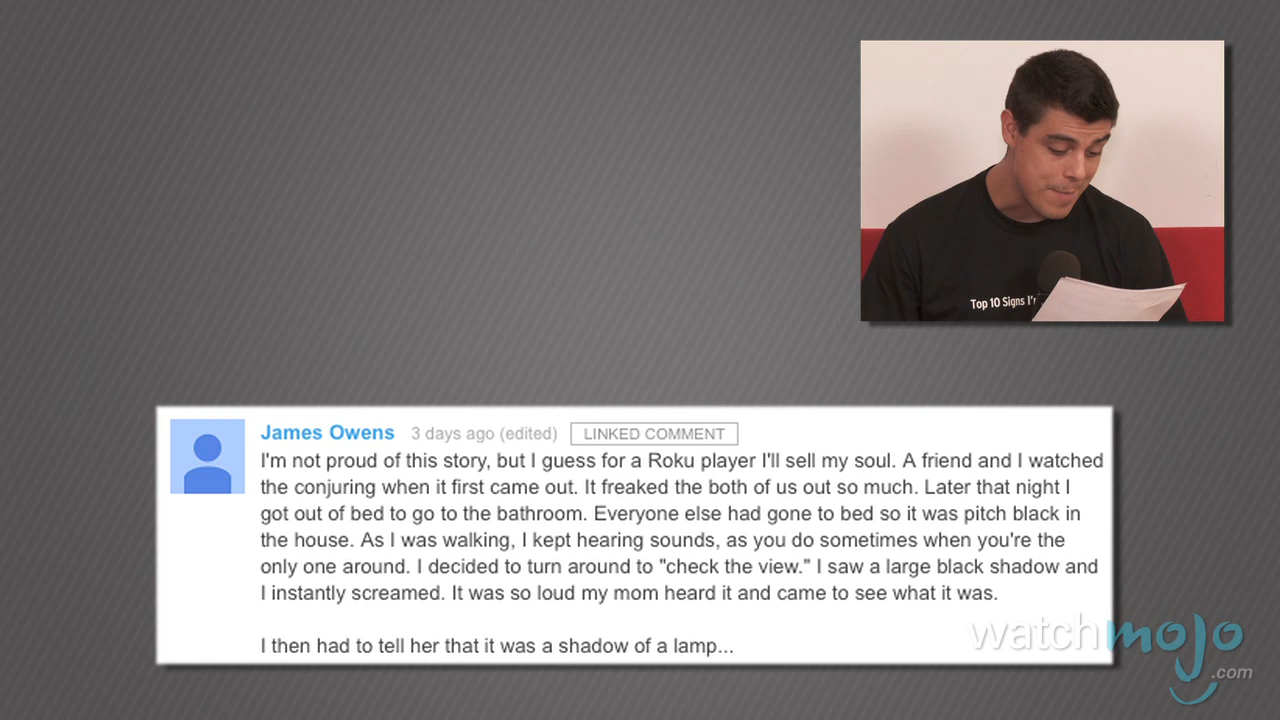 Top 10 Signs I'
James Owens 3 days ago (edited) LINKED COMMENT
I'm not proud of this story, but I guess for a Roku player I'll sell my soul. A friend and I watched
the conjuring when it first came out. It freaked the both of us out so much. Later that night I
got out of bed to go to the bathroom. Everyone else had gone to bed so it was pitch black in
the house. As I was walking, I kept hearing sounds, as you do sometimes when you're the
only one around. I decided to turn around to "check the view." I saw a large black shadow and
I instantly screamed. It was so loud my mom heard it and came to see what it was.
I then had to tell her that it was a shadow of a lamp...
watchmojo
.com